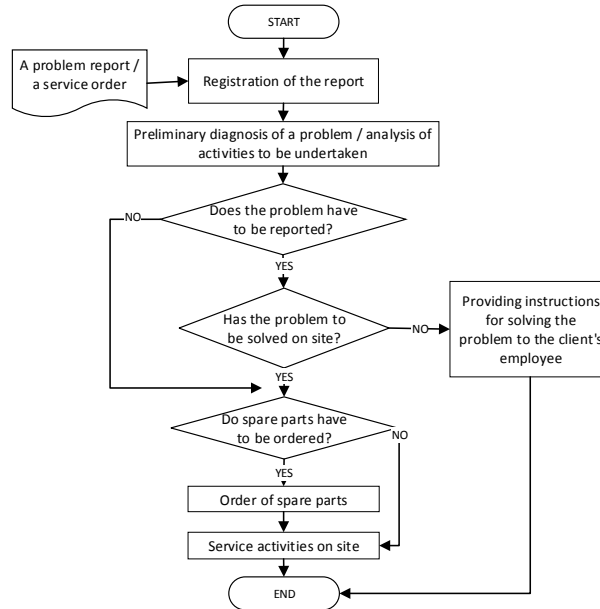 START
A problem report /
a service order
Registration of the report
Preliminary diagnosis of a problem / analysis of
activities to be undertaken
Does the problem have
to be reported?
NO
YES
Has the problem to
be solved on site?
NO
Providing instructions
for solving the
problem to the client's
employee
YES
Do spare parts have
to be ordered?
NO
YES
Order of spare parts
Service activities on site
END